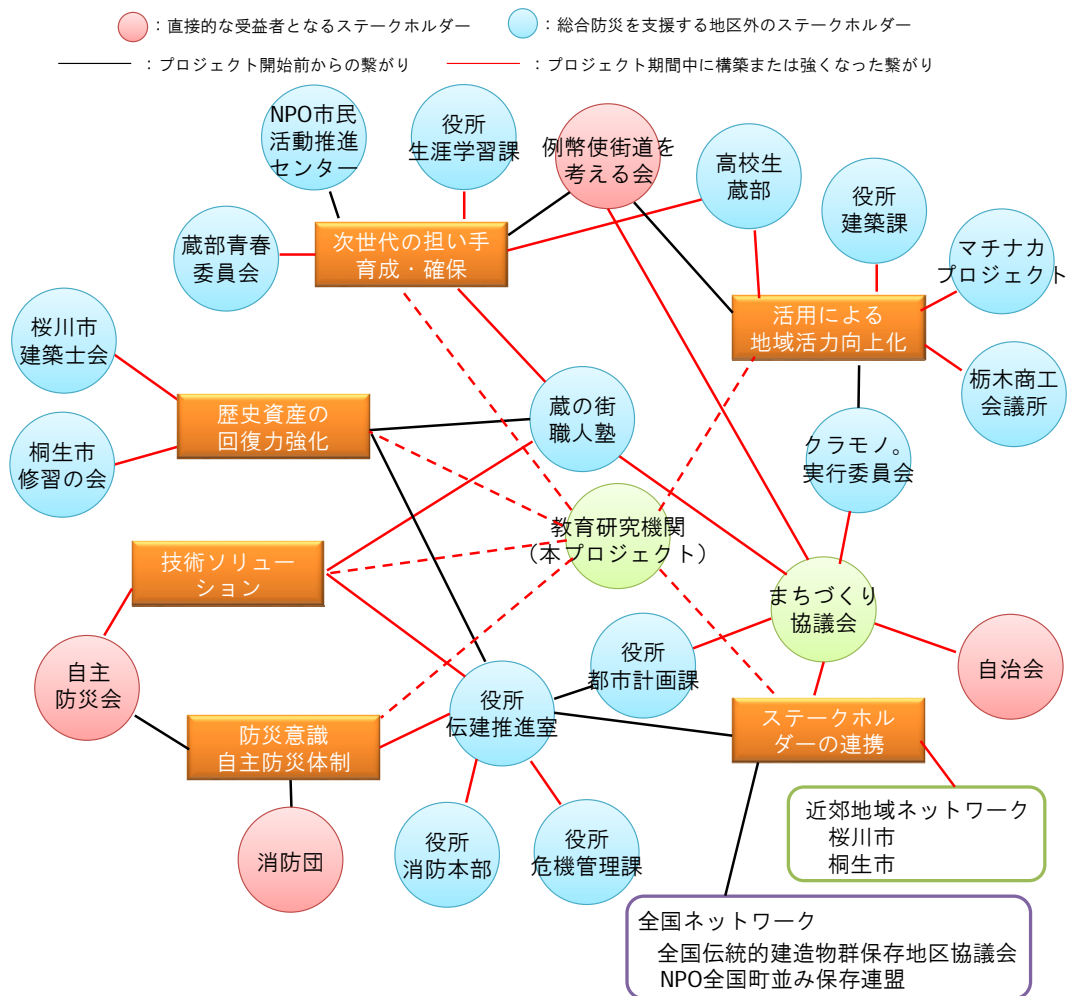 ：直接的な受益者となるステークホルダー
：総合防災を支援する地区外のステークホルダー
：プロジェクト開始前からの繋がり
：プロジェクト期間中に構築または強くなった繋がり
NPO市民
活動推進
センター
役所
生涯学習課
例幣使街道を
考える会
高校生
蔵部
役所
建築課
マチナカ
プロジェクト
蔵部青春
委員会
次世代の担い手
育成・確保
活用による
地域活力向上化
桜川市
建築士会
栃木商工
会議所
歴史資産の
回復力強化
蔵の街
職人塾
クラモノ。
実行委員会
桐生市
修習の会
教育研究機関
（本プロジェクト）
技術ソリュー
ション
まちづくり
協議会
自主
防災会
役所
都市計画課
自治会
役所
伝建推進室
防災意識
自主防災体制
ステークホル
ダーの連携
消防団
役所
消防本部
役所
危機管理課
近郊地域ネットワーク
桜川市
桐生市
全国ネットワーク
全国伝統的建造物群保存地区協議会
NPO全国町並み保存連盟